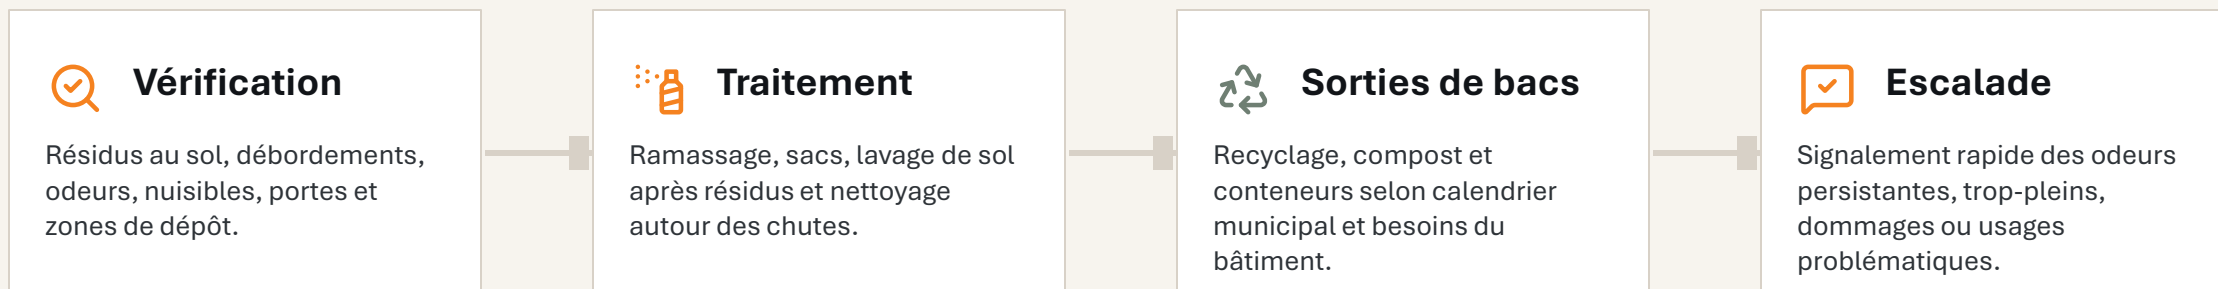 Vérification
Résidus au sol, débordements,
odeurs, nuisibles, portes et
zones de dépôt.
Traitement
Ramassage, sacs, lavage de sol
après résidus et nettoyage
autour des chutes.
Sorties de bacs
Recyclage, compost et
conteneurs selon calendrier
municipal et besoins du
bâtiment.
Escalade
Signalement rapide des odeurs
persistantes, trop-pleins,
dommages ou usages
problématiques.